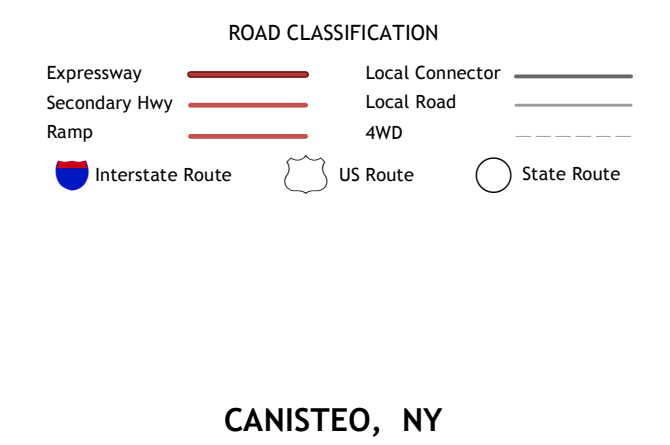 ROAD CLASSIFICATION
Expressway
Secondary Hwy
Ramp
Local Connector
Local Road
4WD
Interstate Route
US Route
State Route
CANISTEO, NY